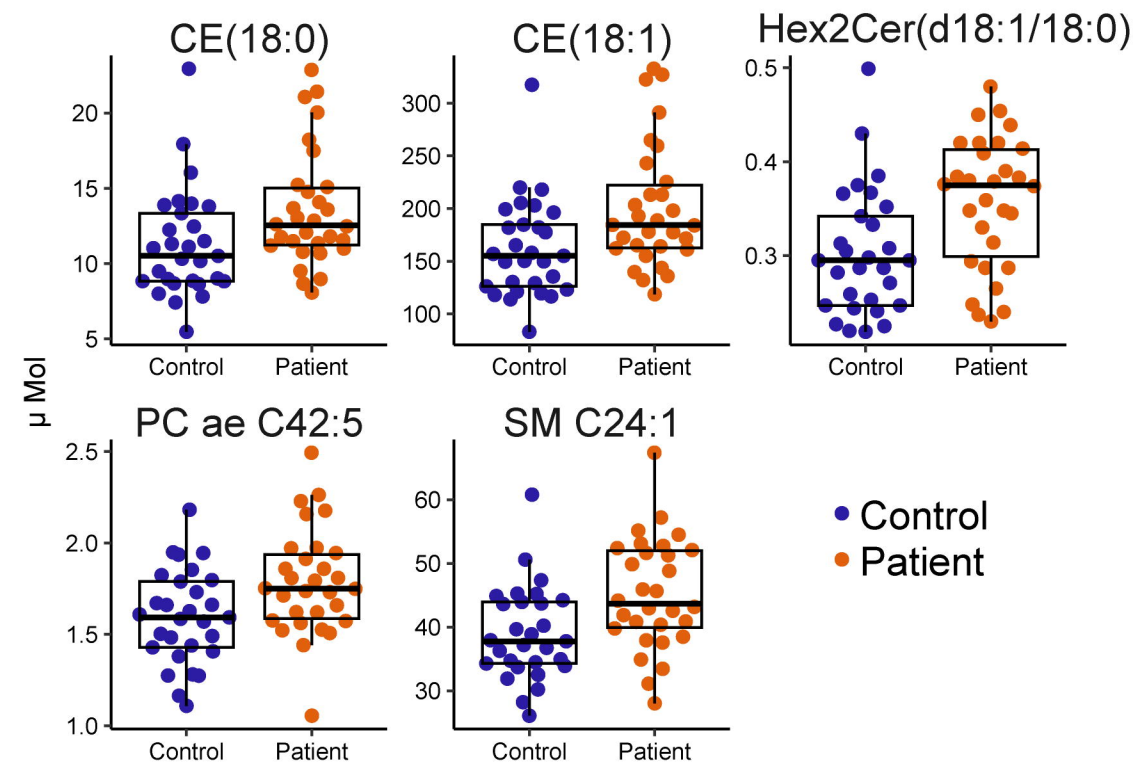 CE(18:0)
CE(18:1)
Hex2Cer(d18:1/18:0)
20
15
10
5
Control
Patient
300
250
200
150
100
Control
Patient
0.5
0.4
0.3
Control
Patient
μ Mol
PC ae C42:5
SM C24:1
2.5
2.0
1.5
1.0
Control
Patient
60
50
40
30
Control
Patient
Control
Patient